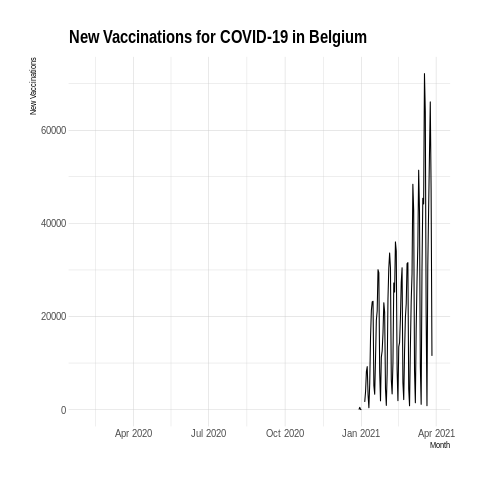 New Vaccinations for COVID-19 in Belgium
New Vaccinations
60000
40000
20000
0
Apr 2020 Jul 2020 Oct 2020 Jan 2021 Apr 2021
Month